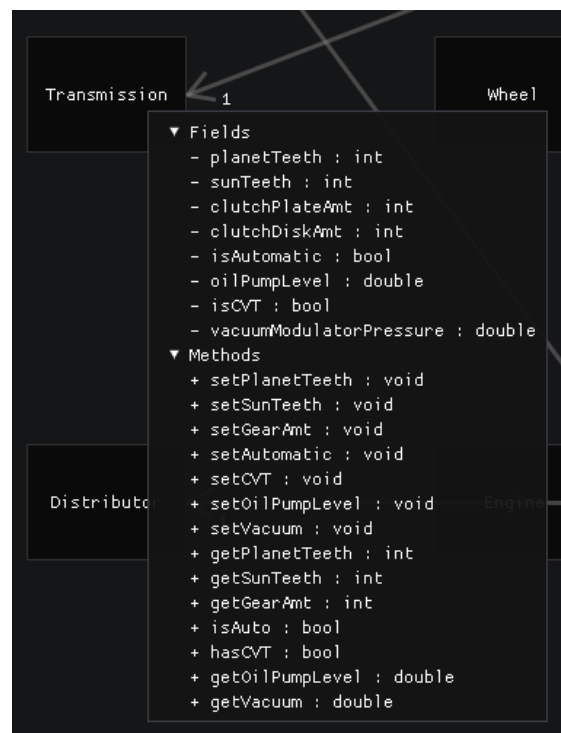 Transmission
1
Wheel
▼ Fields
- planetTeeth : int
- sunTeeth : int
- clutchPlateAmt : int
- clutchDiskAmt : int
- isAutomatic : bool
- oilPumpLevel : double
- isCVT : bool
- vacuumModulatorPressure : double
▼ Methods
+ setPlanetTeeth : void
+ setSunTeeth : void
+ setGearAmt : void
+ setAutomatic : void
+ setCVT : void
+ setOilPumpLevel : void
+ setVacuum : void
+ getPlanetTeeth : int
+ getSunTeeth : int
+ getGearAmt : int
+ isAuto : bool
+ hasCVT : bool
+ getOilPumpLevel : double
+ getVacuum : double
Distributor
Engine